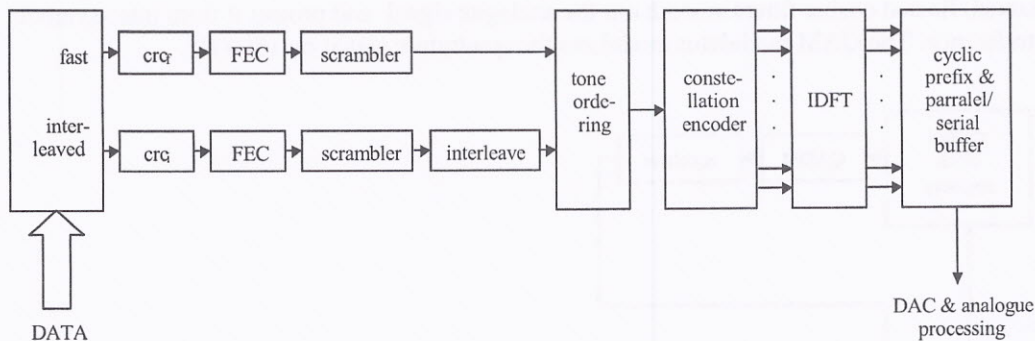 fast
crcf
FEC
scrambler
inter-
leaved
crci
FEC
scrambler
interleave
tone
orde-
ring
conste-
llation
encoder
IDFT
cyclic
prefix &
parralel/
serial
buffer
DATA
DAC & analogue
processing